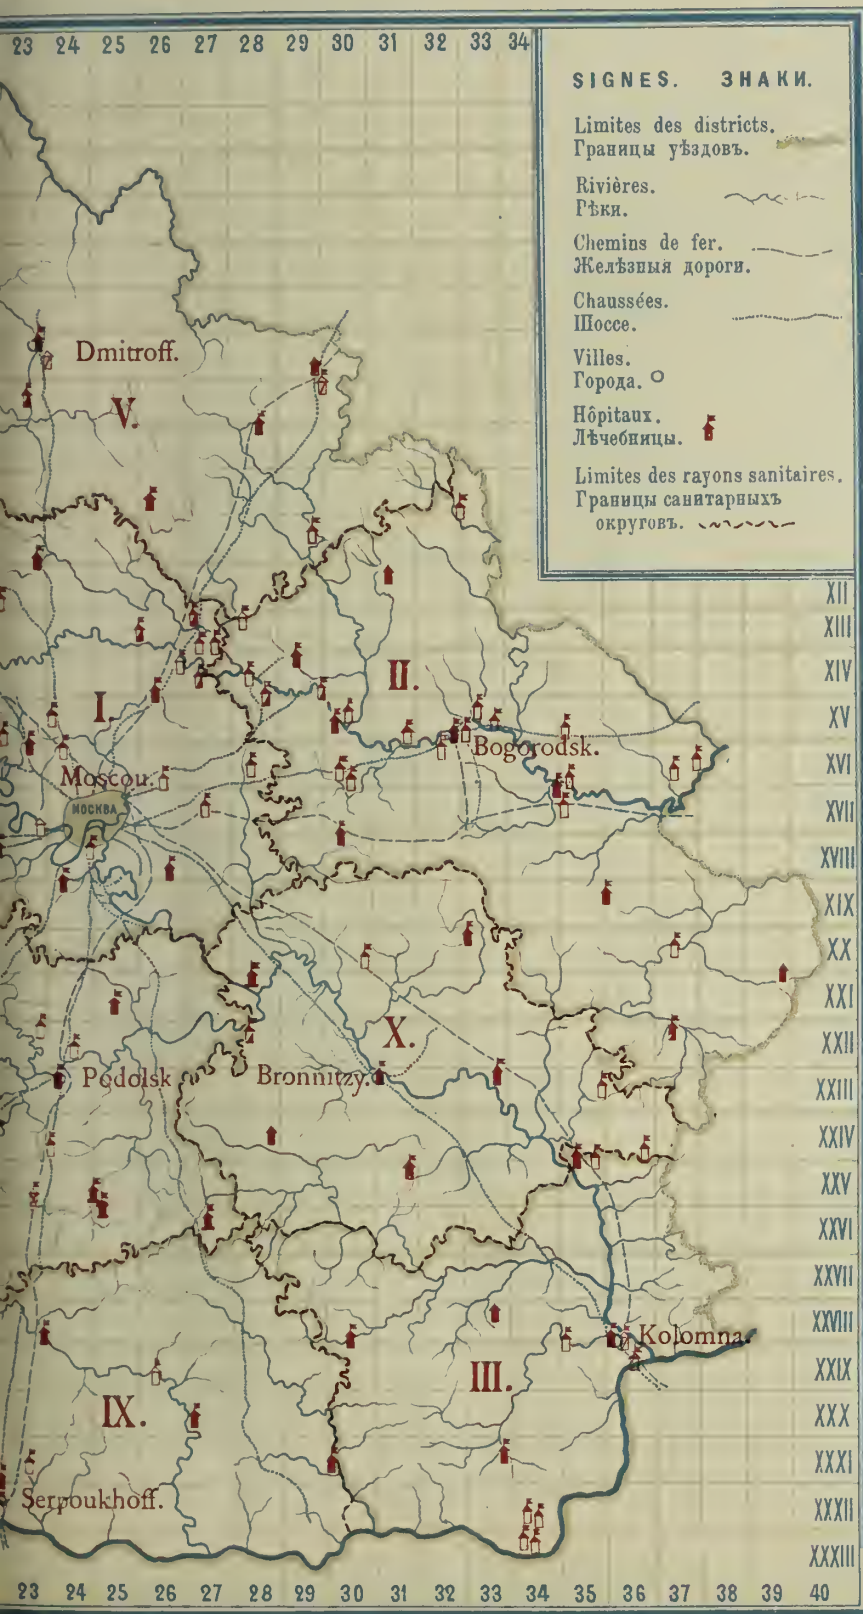 23 24 25 26 27 28 29 30 31 32 33 34
SIGNES. ЗНАКИ.
Limites des districts.
Границы уѣздовъ.
Rivières.
Рѣки.
Chemins de fer.
Желѣзныя дороги.
Chaussées.
Шоссе.
Villes.
Города.
Hôpitaux.
Лѣчебницы.
Limites des rayons sanitaires.
Границы санитарныхъ
округовъ.
Dmitroff.
V.
XII
XIII
XIV
II.
I.
XV
Bogorodsk.
XVI
Moscou.
МОСКВА
XVII
XVIII
XIX
XX
XXI
X.
XXII
Podolsk
Bronnitzy.
XXIII
XXIV
XXV
XXVI
XXVII
XXVIII
Kolomna.
XXIX
III.
IX.
XXX
XXXI
Serpoukhoff.
XXXII
XXXIII
23 24 25 26 27 28 29 30 31 32 33 34 35 36 37 38 39 40